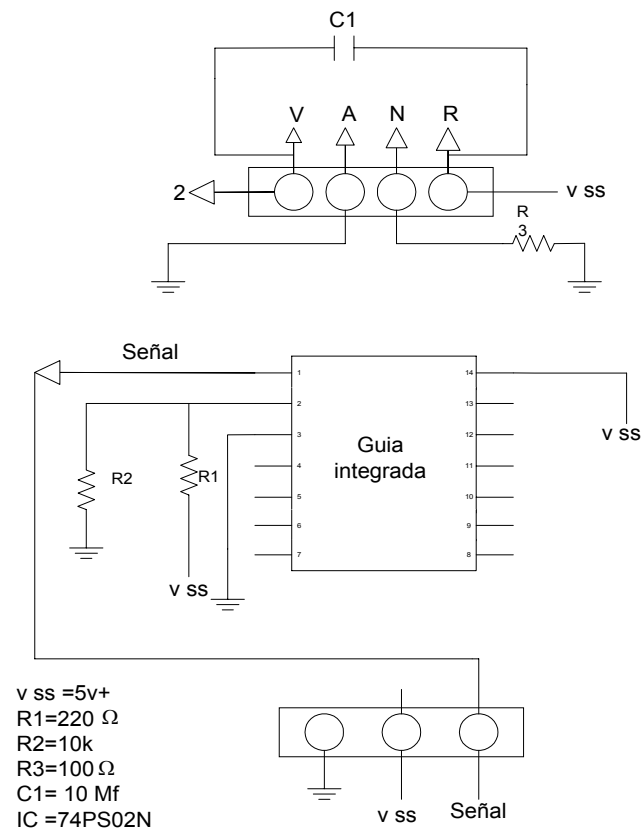 C1
V A N R
2
v ss
R
3
Señal
1
2
3
4
5
6
7
14
13
12
11
10
9
8
Guia
integrada
v ss
R2
R1
v ss
v ss =5v+
R1=220 Ω
R2=10k
R3=100 Ω
C1= 10 Mf
IC =74PS02N
v ss
Señal